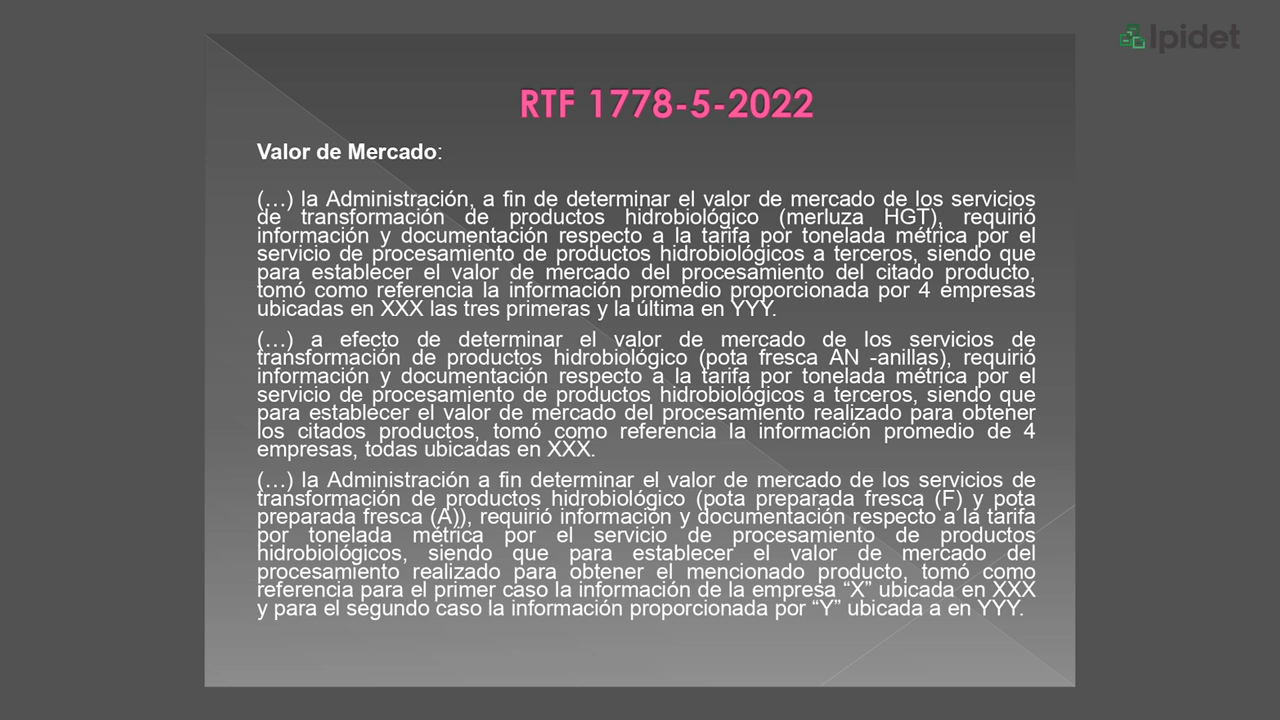 Ipidet
RTF 1778-5-2022
Valor de Mercado:
(…) la Administración, a fin de determinar el valor de mercado de los servicios
de transformación de productos hidrobiológico (merluza HGT), requirió
información y documentación respecto a la tarifa por tonelada métrica por el
servicio de procesamiento de productos hidrobiológicos a terceros, siendo que
para establecer el valor de mercado del procesamiento del citado producto,
tomó como referencia la información promedio proporcionada por 4 empresas
ubicadas en XXX las tres primeras y la última en YYY.
(…) a efecto de determinar el valor de mercado de los servicios de
transformación de productos hidrobiológico (pota fresca AN -anillas), requirió
información y documentación respecto a la tarifa por tonelada métrica por el
servicio de procesamiento de productos hidrobiológicos a terceros, siendo que
para establecer el valor de mercado del procesamiento realizado para obtener
los citados productos, tomó como referencia la información promedio de 4
empresas, todas ubicadas en XXX.
(…) la Administración a fin determinar el valor de mercado de los servicios de
transformación de productos hidrobiológico (pota preparada fresca (F) y pota
preparada fresca (A)), requirió información y documentación respecto a la tarifa
por tonelada métrica por el servicio de procesamiento de productos
hidrobiológicos, siendo que para establecer el valor de mercado del
procesamiento realizado para obtener el mencionado producto, tomó como
referencia para el primer caso la información de la empresa “X” ubicada en XXX
y para el segundo caso la información proporcionada por “Y” ubicada a en YYY.